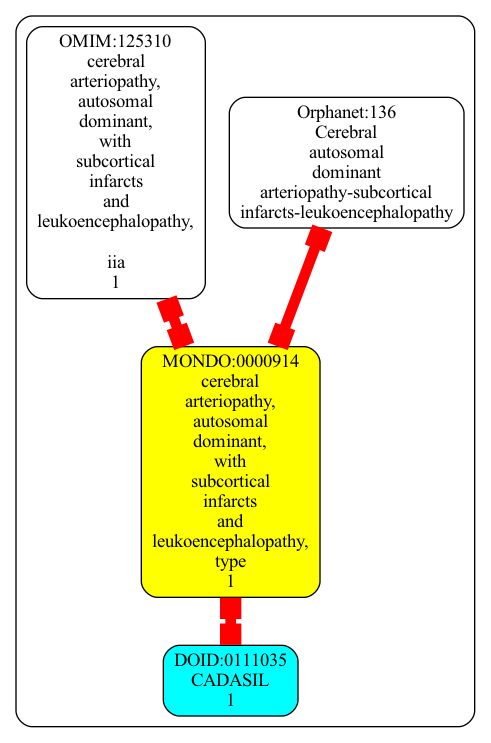 OMIM:125310
cerebral
arteriopathy,
autosomal
dominant,
with
subcortical
infarcts
and
leukoencephalopathy,
iia
1
Orphanet:136
Cerebral
autosomal
dominant
arteriopathy-subcortical
infarcts-leukoencephalopathy
MONDO:0000914
cerebral
arteriopathy,
autosomal
dominant,
with
subcortical
infarcts
and
leukoencephalopathy,
type
1
DOID:0111035
CADASIL
1